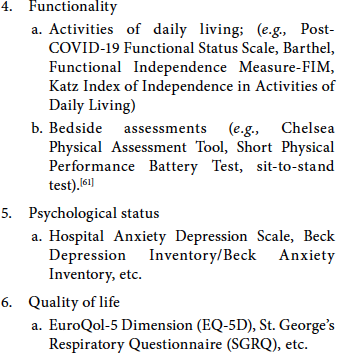 4. Functionality
a. Activities of daily living; (e.g., Post-
COVID-19 Functional Status Scale, Barthel,
Functional Independence Measure-FIM,
Katz Index of Independence in Activities of
Daily Living)
b. Bedside assessments (e.g., Chelsea
Physical Assessment Tool, Short Physical
Performance Battery Test, sit-to-stand
test).[61]
5. Psychological status
a. Hospital Anxiety Depression Scale, Beck
Depression Inventory/Beck Anxiety
Inventory, etc.
6. Quality of life
a. EuroQol-5 Dimension (EQ-5D), St. George's
Respiratory Questionnaire (SGRQ), etc.